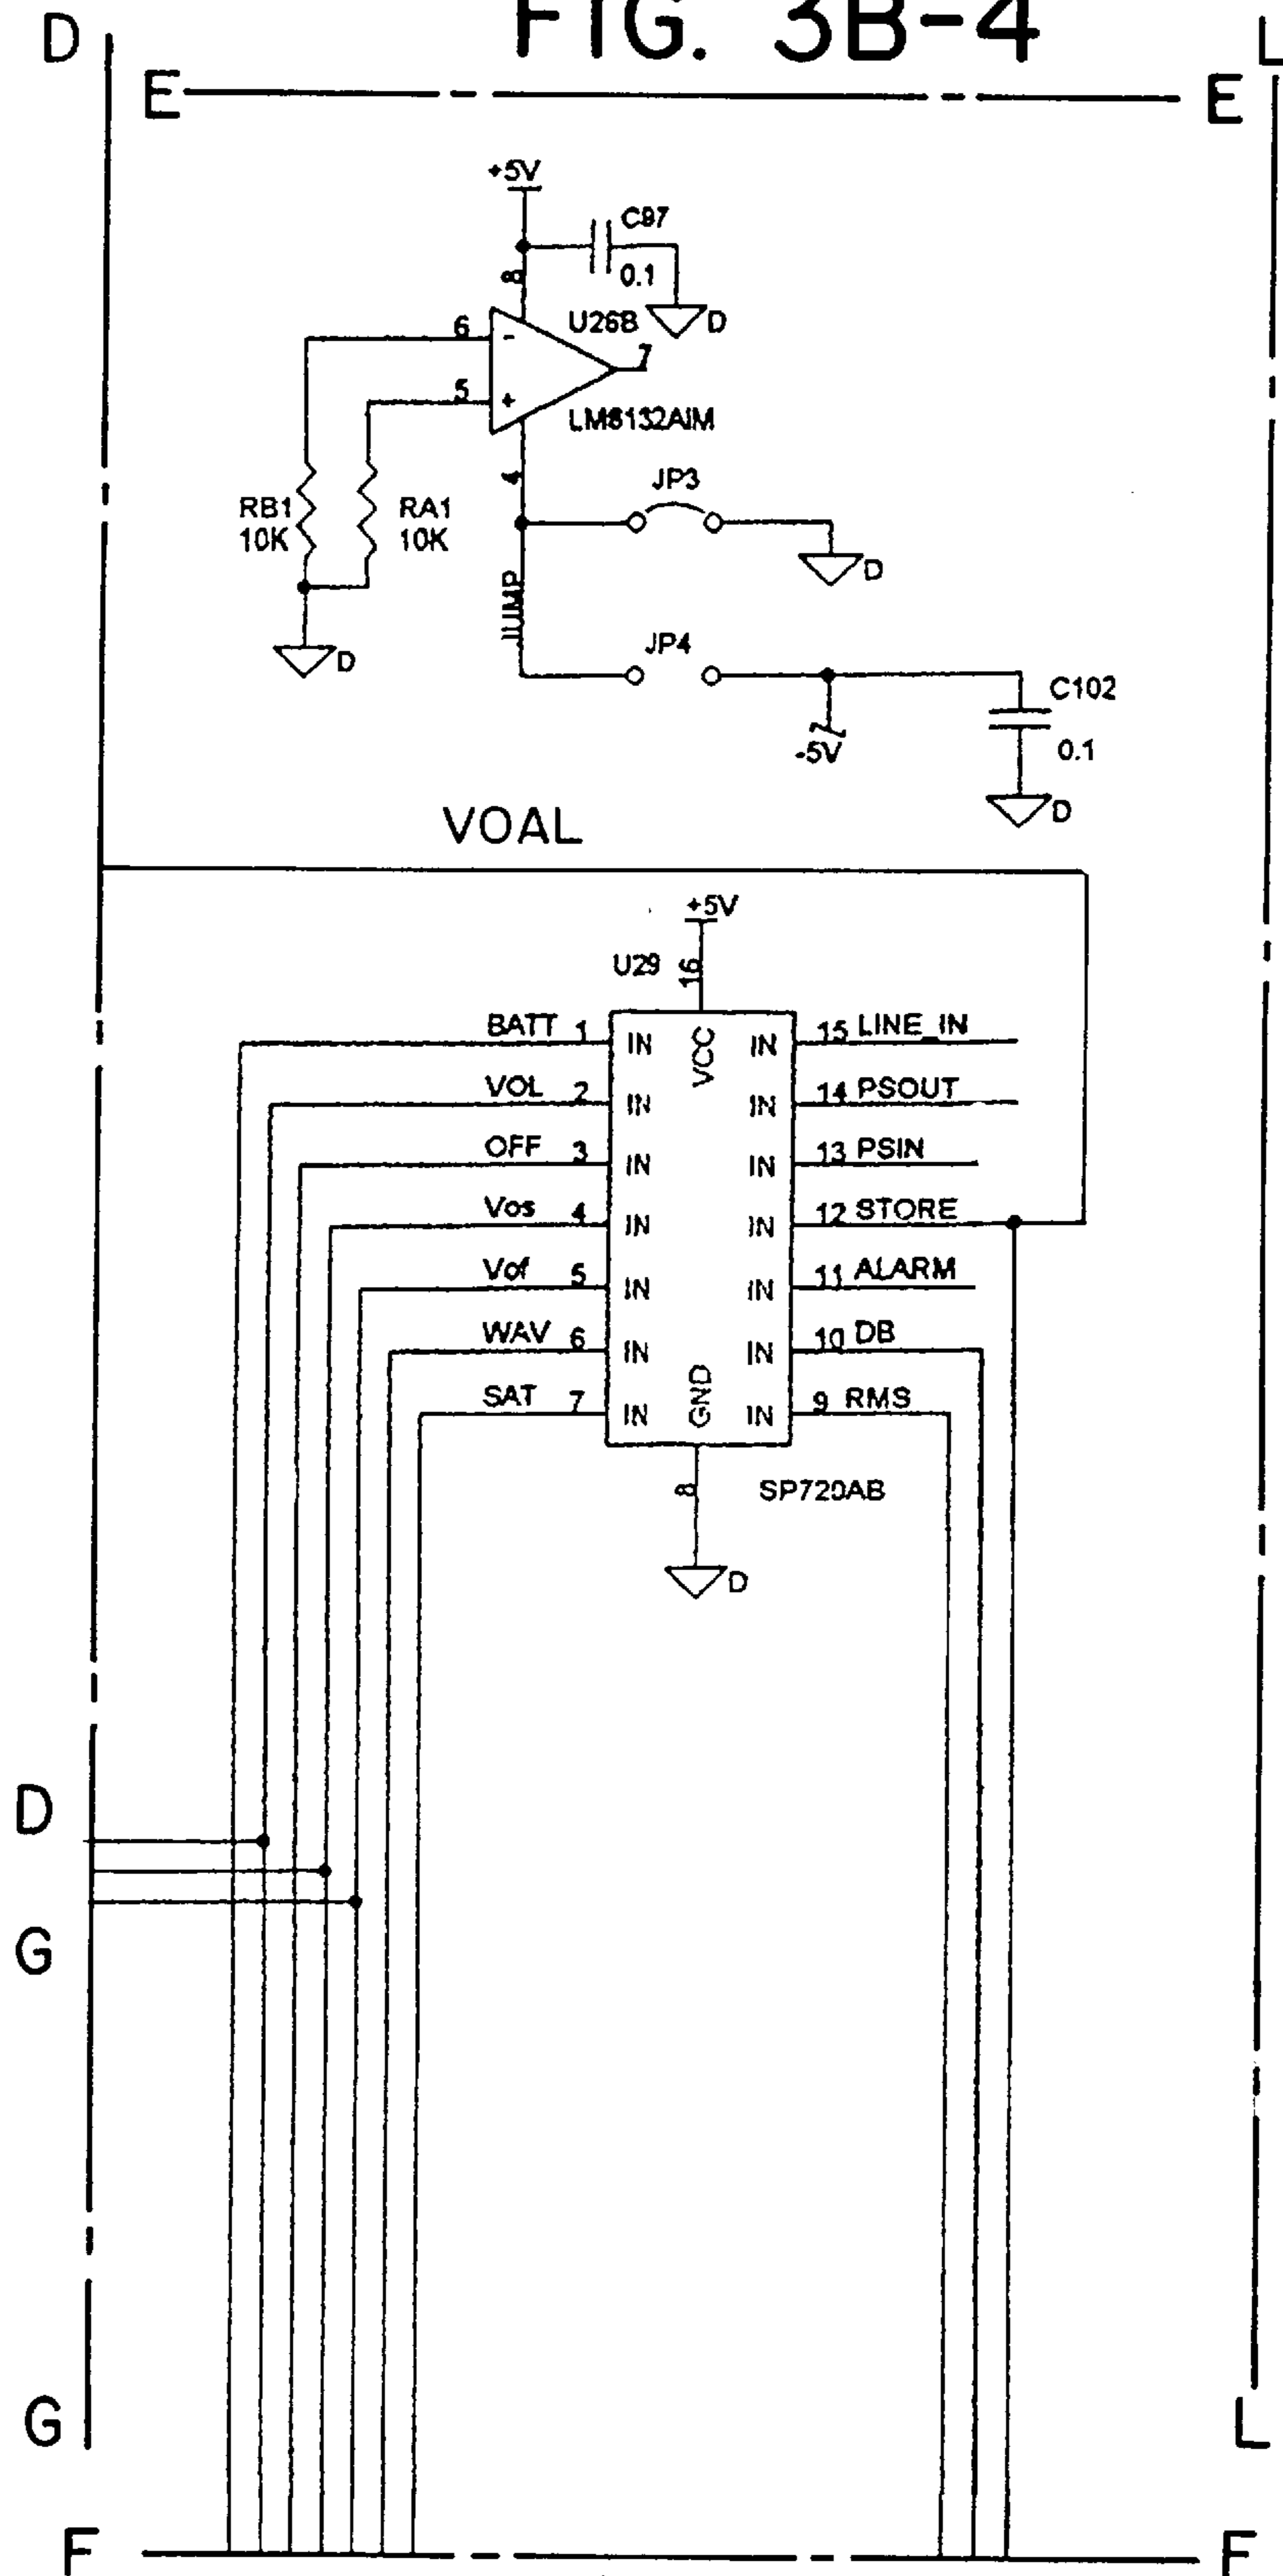 FIG. 3B-4
D
L
E
E
+5V
C97
0.1
8
D
U26B
6
-
7
5
+
LM6132AIM
4
JP3
RB1
10K
RA1
10K
D
JUMP
D
JP4
C102
-5V
0.1
D
VOAL
+5V
U29
16
BATT 1 IN VCC IN 15 LINE_IN
VOL 2 IN IN 14 PSOUT
OFF 3 IN IN 13 PSIN
Vos 4 IN IN 12 STORE
Vof 5 IN IN 11 ALARM
WAV 6 IN IN 10 DB
SAT 7 IN GND IN 9 RMS
8
SP720AB
D
D
G
G
L
F
F